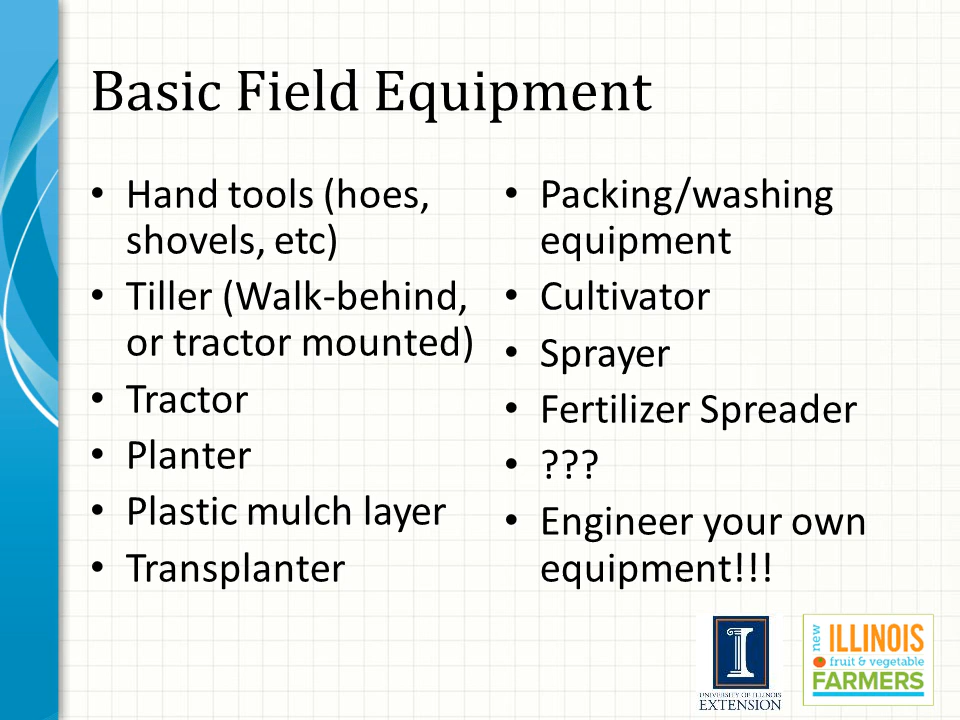 Basic Field Equipment
• Hand tools (hoes,
shovels, etc)
• Tiller (Walk-behind,
or tractor mounted)
• Tractor
• Planter
• Plastic mulch layer
• Transplanter
• Packing/washing
equipment
• Cultivator
• Sprayer
• Fertilizer Spreader
• ???
• Engineer your own
equipment!!!
I
UNIVERSITY OF ILLINOIS
EXTENSION
new
ILLINOIS
fruit & vegetable
FARMERS